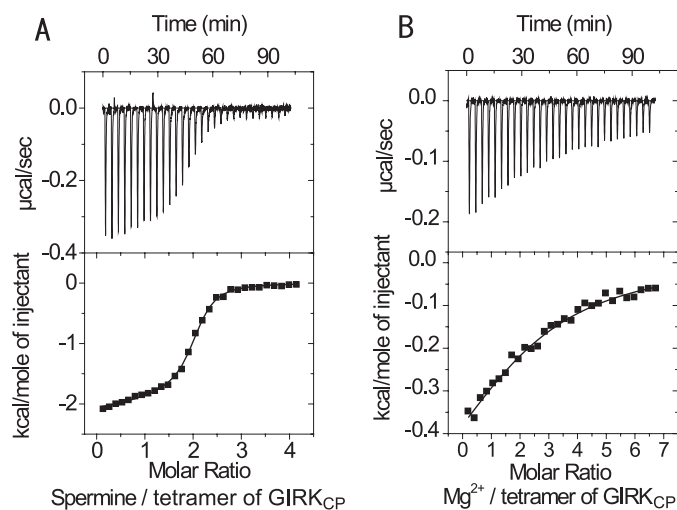 A
Time (min)
0 30 60 90
0.0
-0.2
-0.4
µcal/sec
0
-1
-2
kcal/mole of injectant
0 1 2 3 4
Molar Ratio
Spermine / tetramer of GIRKCP
B
Time (min)
0 30 60 90
0.0
-0.1
-0.2
µcal/sec
0.0
-0.1
-0.2
-0.3
-0.4
kcal/mole of injectant
0 1 2 3 4 5 6 7
Molar Ratio
Mg2+ / tetramer of GIRKCP